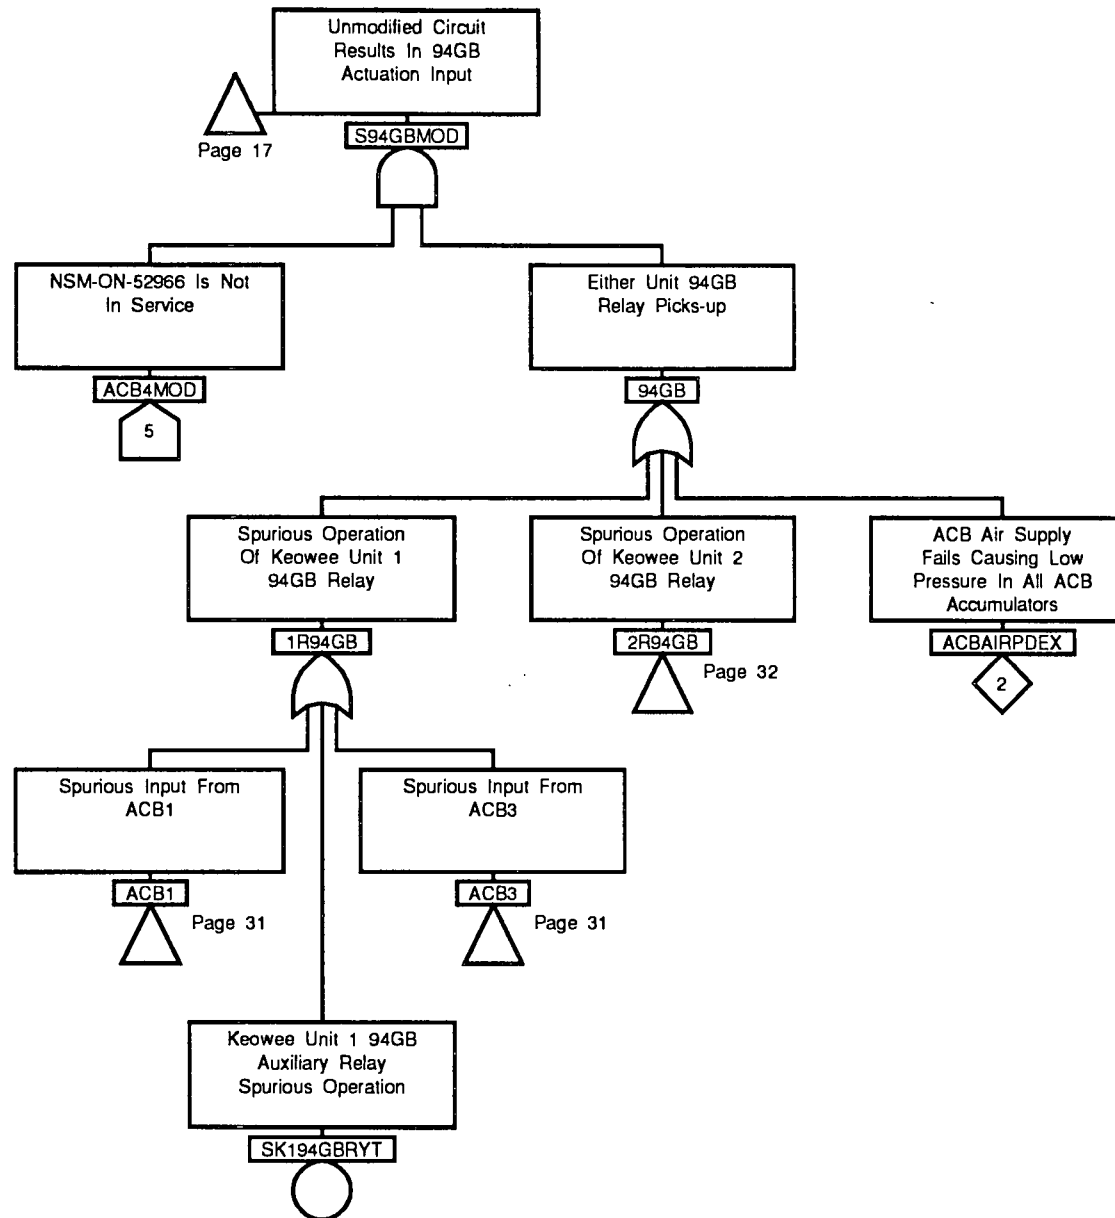 Unmodified Circuit
Results In 94GB
Actuation Input
Page 17
S94GBMOD
NSM-ON-52966 Is Not
In Service
ACB4MOD
5
Either Unit 94GB
Relay Picks-up
94GB
Spurious Operation
Of Keowee Unit 1
94GB Relay
1R94GB
Spurious Operation
Of Keowee Unit 2
94GB Relay
2R94GB
Page 32
ACB Air Supply
Fails Causing Low
Pressure In All ACB
Accumulators
ACBAIRPDEX
2
Spurious Input From
ACB1
ACB1
Page 31
Spurious Input From
ACB3
ACB3
Page 31
Keowee Unit 1 94GB
Auxiliary Relay
Spurious Operation
SK194GBRYT